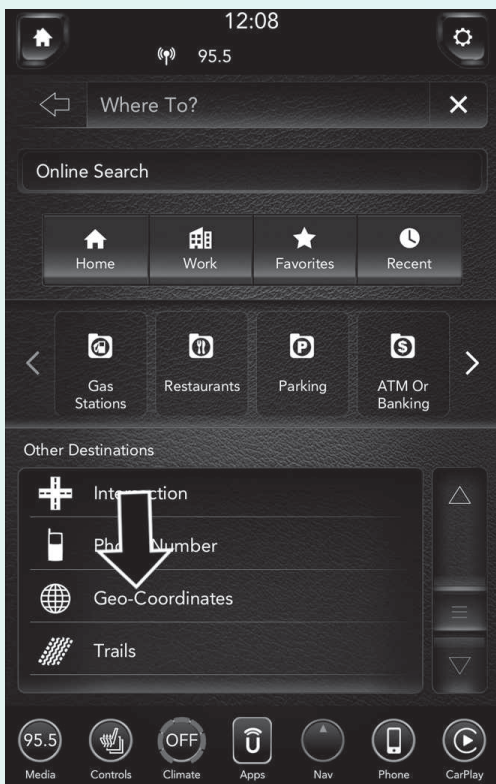 12:08
95.5
Where To?
Online Search
Home Work Favorites Recent
Gas Stations
Restaurants
Parking
ATM Or Banking
Other Destinations
Number
Geo-Coordinates
Trails
95.5 OFF
Media Controls Climate Apps Nav Phone CarPlay